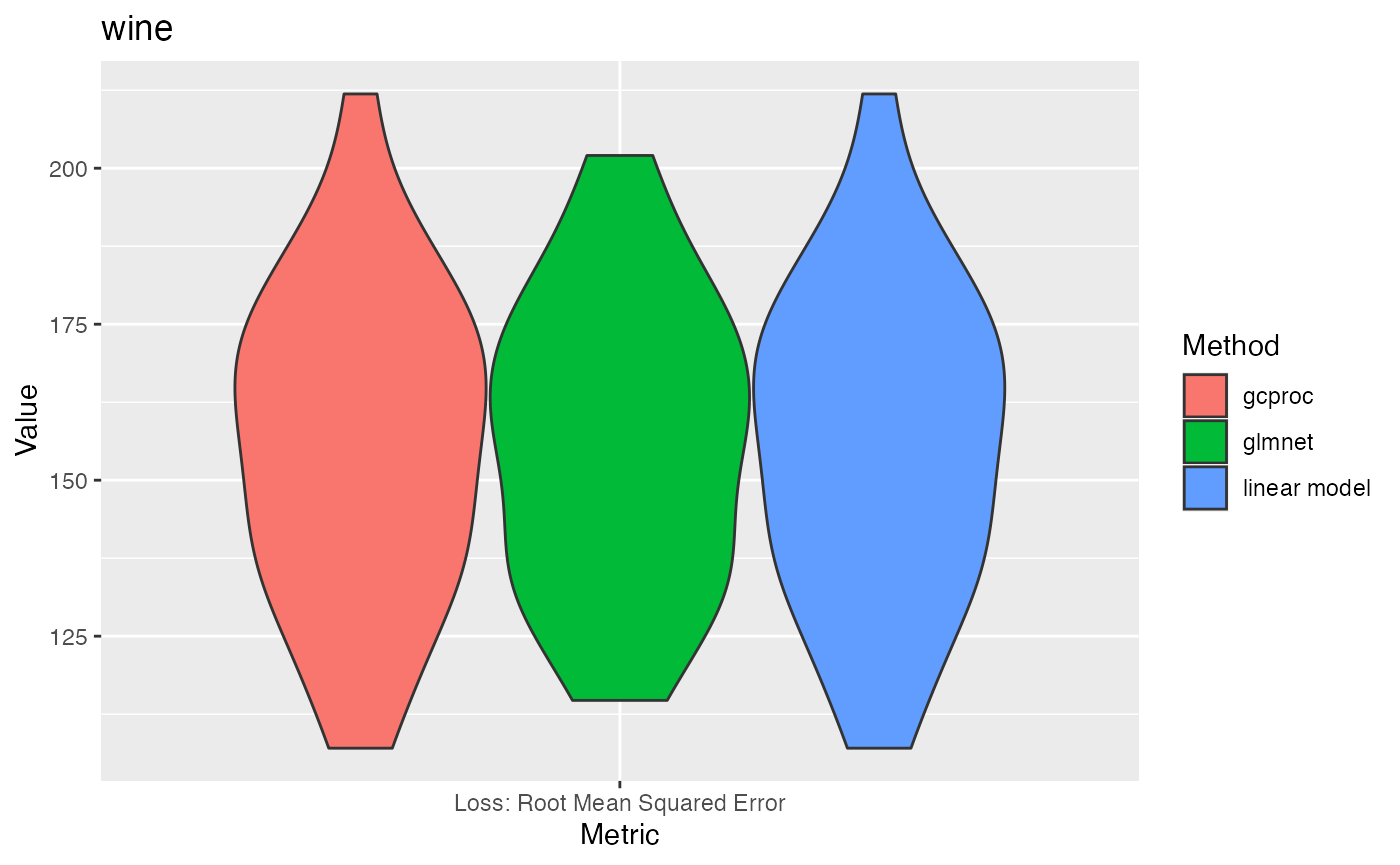 wine
Value
200
175
150
125
Loss: Root Mean Squared Error
Metric
Method
gcproc
glmnet
linear model